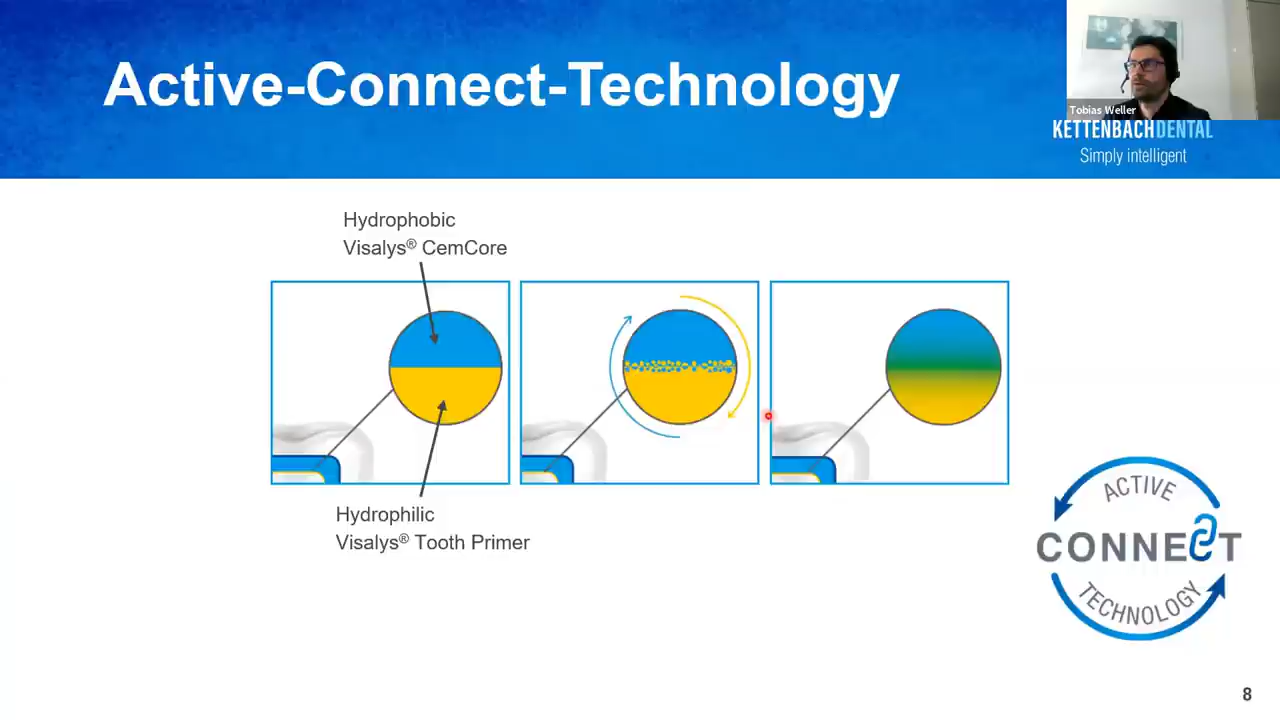 Active-Connect-Technology
Tobias Weller
KETTENBACHDENTAL
Simply intelligent
Hydrophobic
Visalys® CemCore
Hydrophilic
Visalys® Tooth Primer
ACTIVE
CONNECT
TECHNOLOGY
8